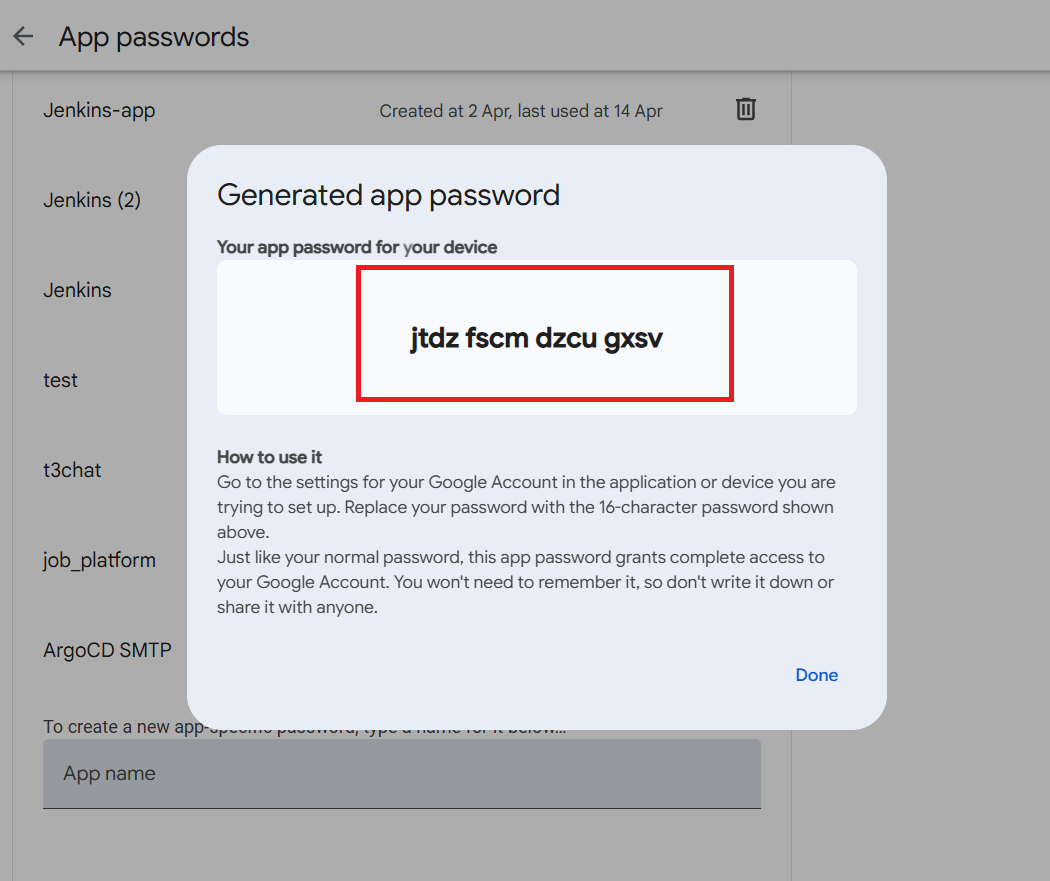 App passwords
Jenkins-app
Created at 2 Apr, last used at 14 Apr
Jenkins (2)
Generated app password
Your app password for your device
Jenkins
jtdz fscm dzcu gxsv
test
t3chat
How to use it
Go to the settings for your Google Account in the application or device you are
trying to set up. Replace your password with the 16-character password shown
above.
Just like your normal password, this app password grants complete access to
your Google Account. You won't need to remember it, so don't write it down or
share it with anyone.
job_platform
ArgoCD SMTP
Done
To create a new app-specific password, type a name for it below...
App name